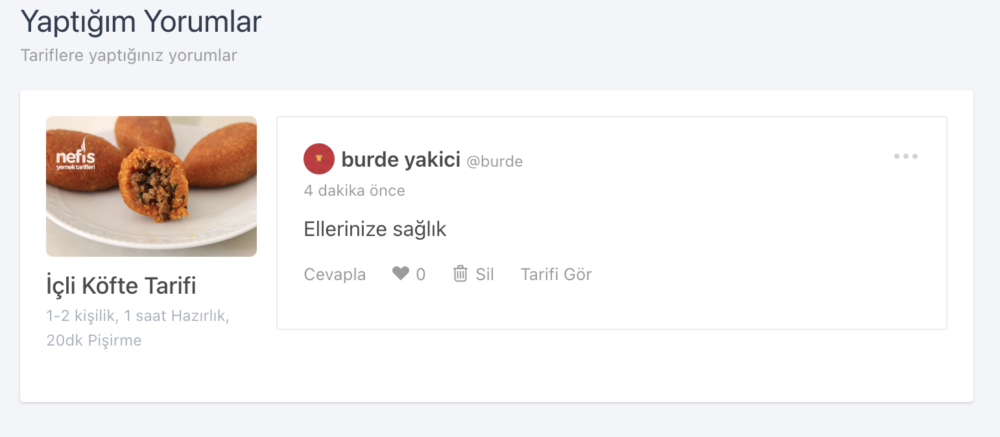 Yaptığım Yorumlar
Tariflere yaptığınız yorumlar
nefis
yemek tarifleri
burde yakici @burde
4 dakika önce
Ellerinize sağlık
Cevapla 0 Sil Tarifi Gör
İçli Köfte Tarifi
1-2 kişilik, 1 saat Hazırlık,
20dk Pişirme